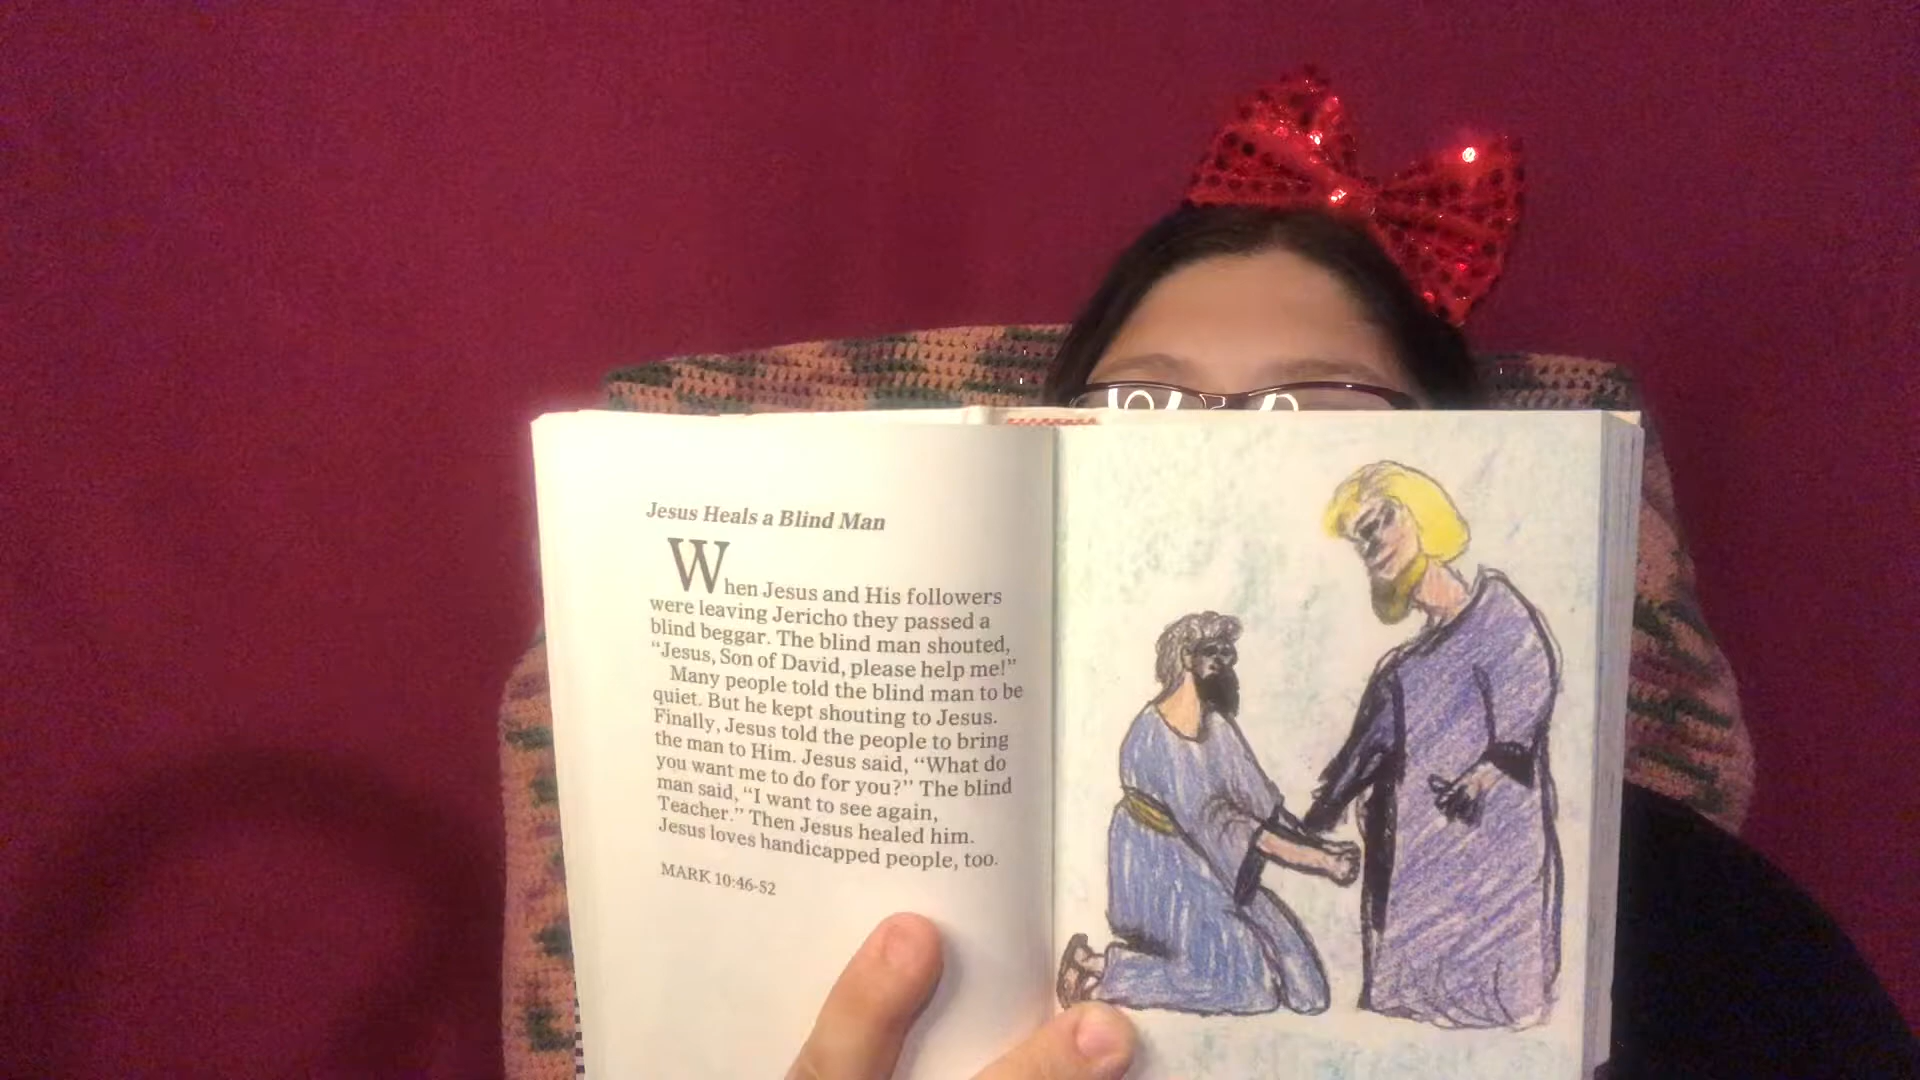 Jesus Heals a Blind Man
When Jesus and His followers
were leaving Jericho they passed a
blind beggar. The blind man shouted,
“Jesus, Son of David, please help me!”
Many people told the blind man to be
quiet. But he kept shouting to Jesus.
Finally, Jesus told the people to bring
the man to Him. Jesus said, “What do
you want me to do for you?” The blind
man said, “I want to see again,
Teacher.” Then Jesus healed him.
Jesus loves handicapped people, too.
MARK 10:46-52